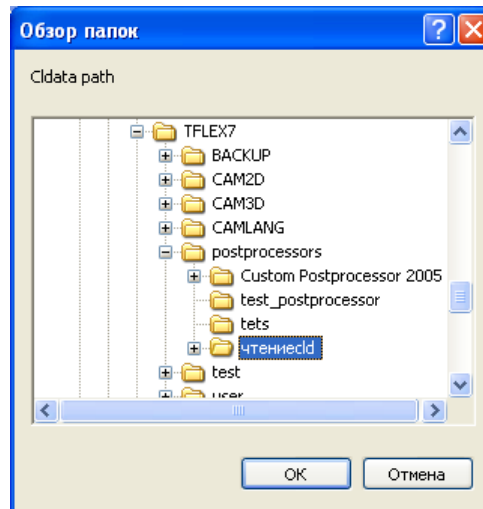 Обзор папок
Cldata path
TFLEX7
BACKUP
CAM2D
CAM3D
CAMLANG
postprocessors
Custom Postprocessor 2005
test_postprocessor
tets
чтениеcld
test
user
OK
Отмена